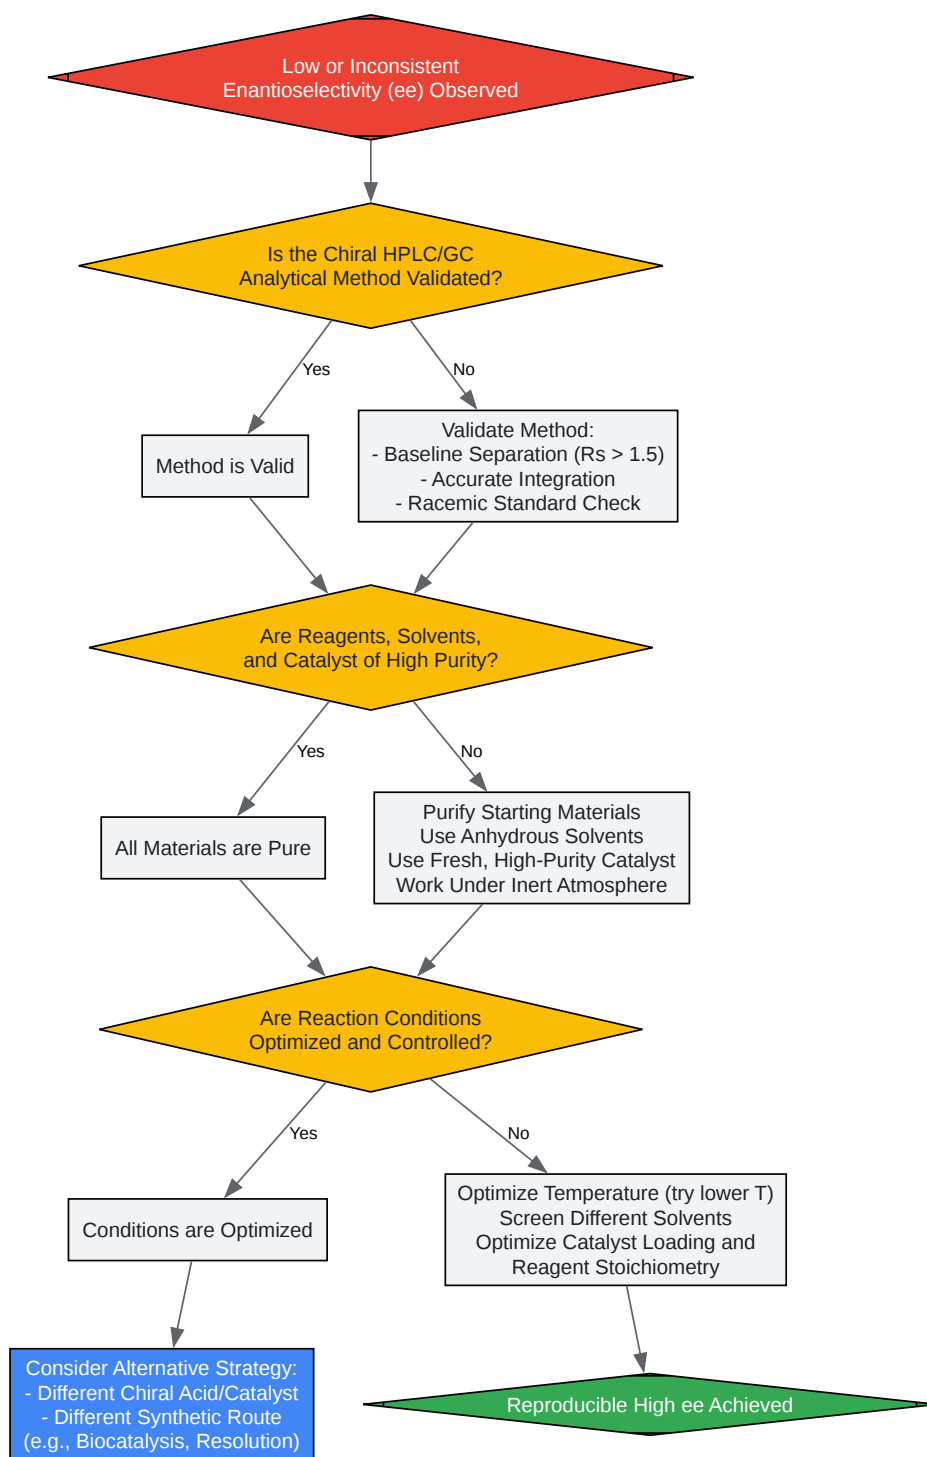 Low or Inconsistent
Enantioselectivity (ee) Observed
Is the Chiral HPLC/GC
Analytical Method Validated?
Yes
No
Method is Valid
Validate Method:
- Baseline Separation (Rs > 1.5)
- Accurate Integration
- Racemic Standard Check
Are Reagents, Solvents,
and Catalyst of High Purity?
Yes
No
All Materials are Pure
Purify Starting Materials
Use Anhydrous Solvents
Use Fresh, High-Purity Catalyst
Work Under Inert Atmosphere
Are Reaction Conditions
Optimized and Controlled?
Yes
No
Conditions are Optimized
Optimize Temperature (try lower T)
Screen Different Solvents
Optimize Catalyst Loading and
Reagent Stoichiometry
Consider Alternative Strategy:
- Different Chiral Acid/Catalyst
- Different Synthetic Route
(e.g., Biocatalysis, Resolution)
Reproducible High ee Achieved